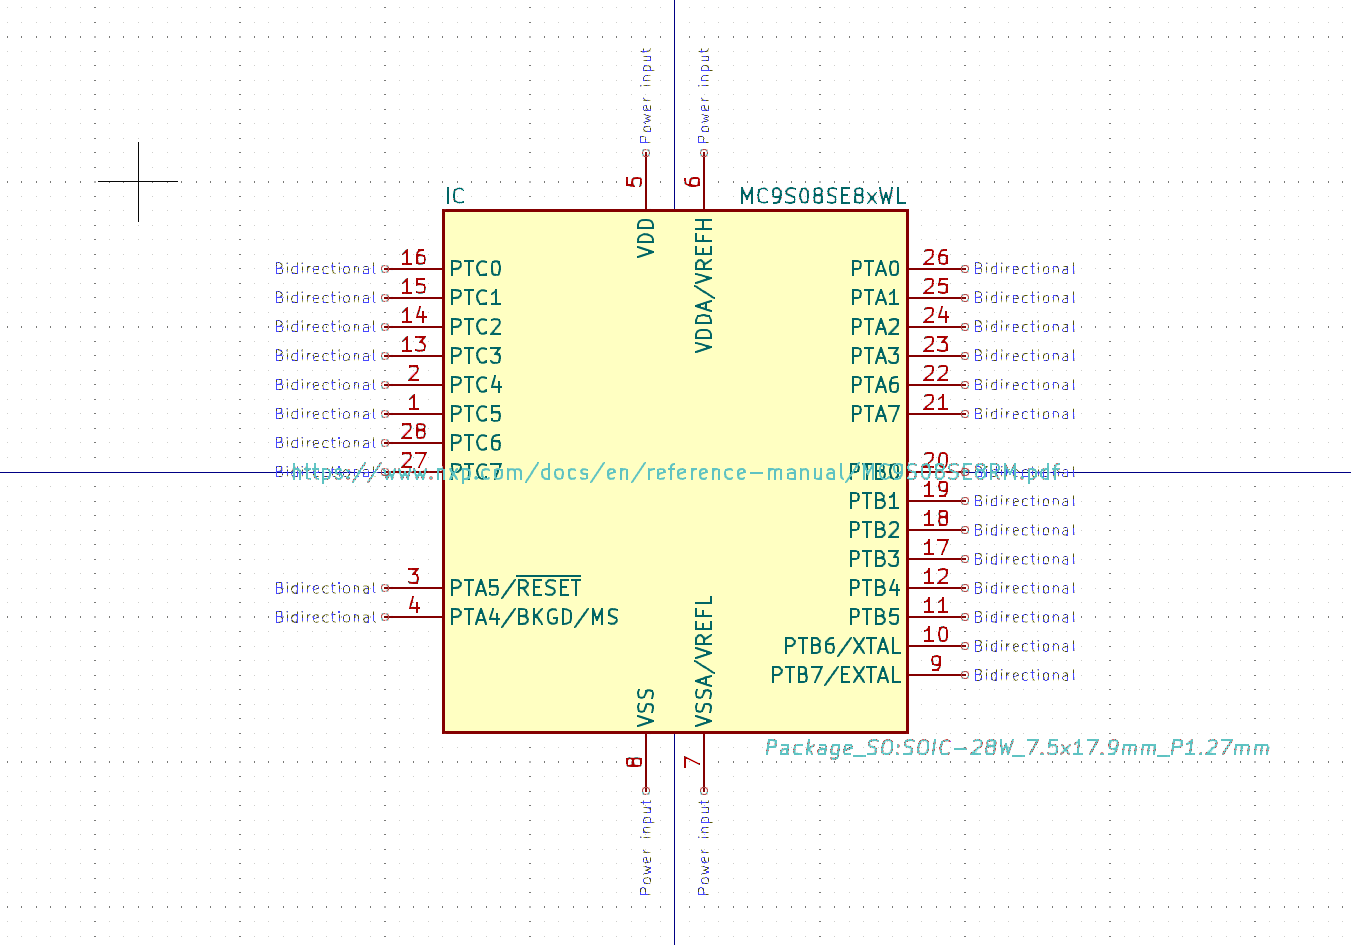 Power input Power input
5 6
IC MC9S08SE8xWL
VDD VDDA/VREFH
Bidirectional 16 PTC0 PTA0 26 Bidirectional
Bidirectional 15 PTC1 PTA1 25 Bidirectional
Bidirectional 14 PTC2 PTA2 24 Bidirectional
Bidirectional 13 PTC3 PTA3 23 Bidirectional
Bidirectional 2 PTC4 PTA6 22 Bidirectional
Bidirectional 1 PTC5 PTA7 21 Bidirectional
Bidirectional 28 PTC6
Bidirectional 27 PTC7 PTB0 20 Bidirectional
https://www.nxp.com/docs/en/reference-manual/MC9S08SE8RM.pdf
PTB1 19 Bidirectional
PTB2 18 Bidirectional
PTB3 17 Bidirectional
Bidirectional 3 PTA5/RESET PTB4 12 Bidirectional
Bidirectional 4 PTA4/BKGD/MS PTB5 11 Bidirectional
PTB6/XTAL 10 Bidirectional
PTB7/EXTAL 9 Bidirectional
VSS VSSA/VREFL
Package_SO:SOIC-28W_7.5x17.9mm_P1.27mm
8 7
Power input Power input